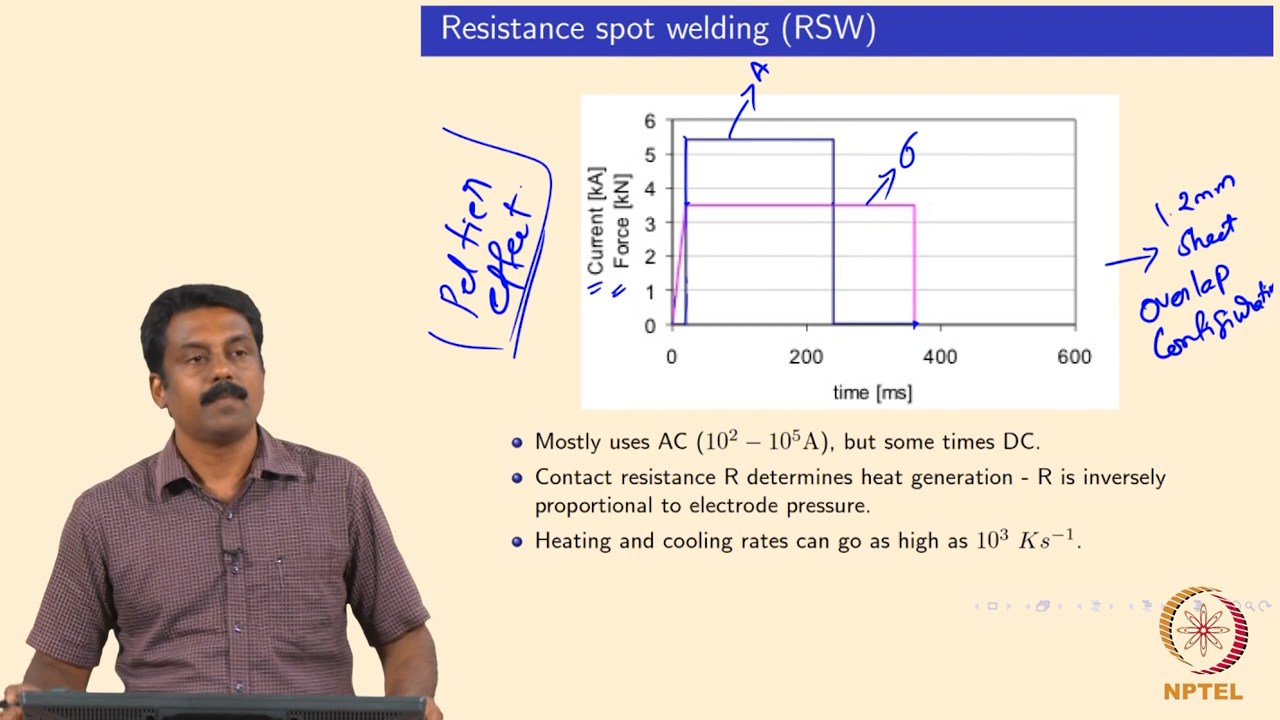 Resistance spot welding (RSW)
A
6
5
4
3
2
1
0
Current [kA]
Force [kN]
0 200 400 600
time [ms]
σ
Peltier
effect
1.2mm
sheet
overlap
Configuration
Mostly uses AC (10² − 10⁵A), but some times DC.
Contact resistance R determines heat generation - R is inversely
proportional to electrode pressure.
Heating and cooling rates can go as high as 10³ Ks⁻¹.
NPTEL